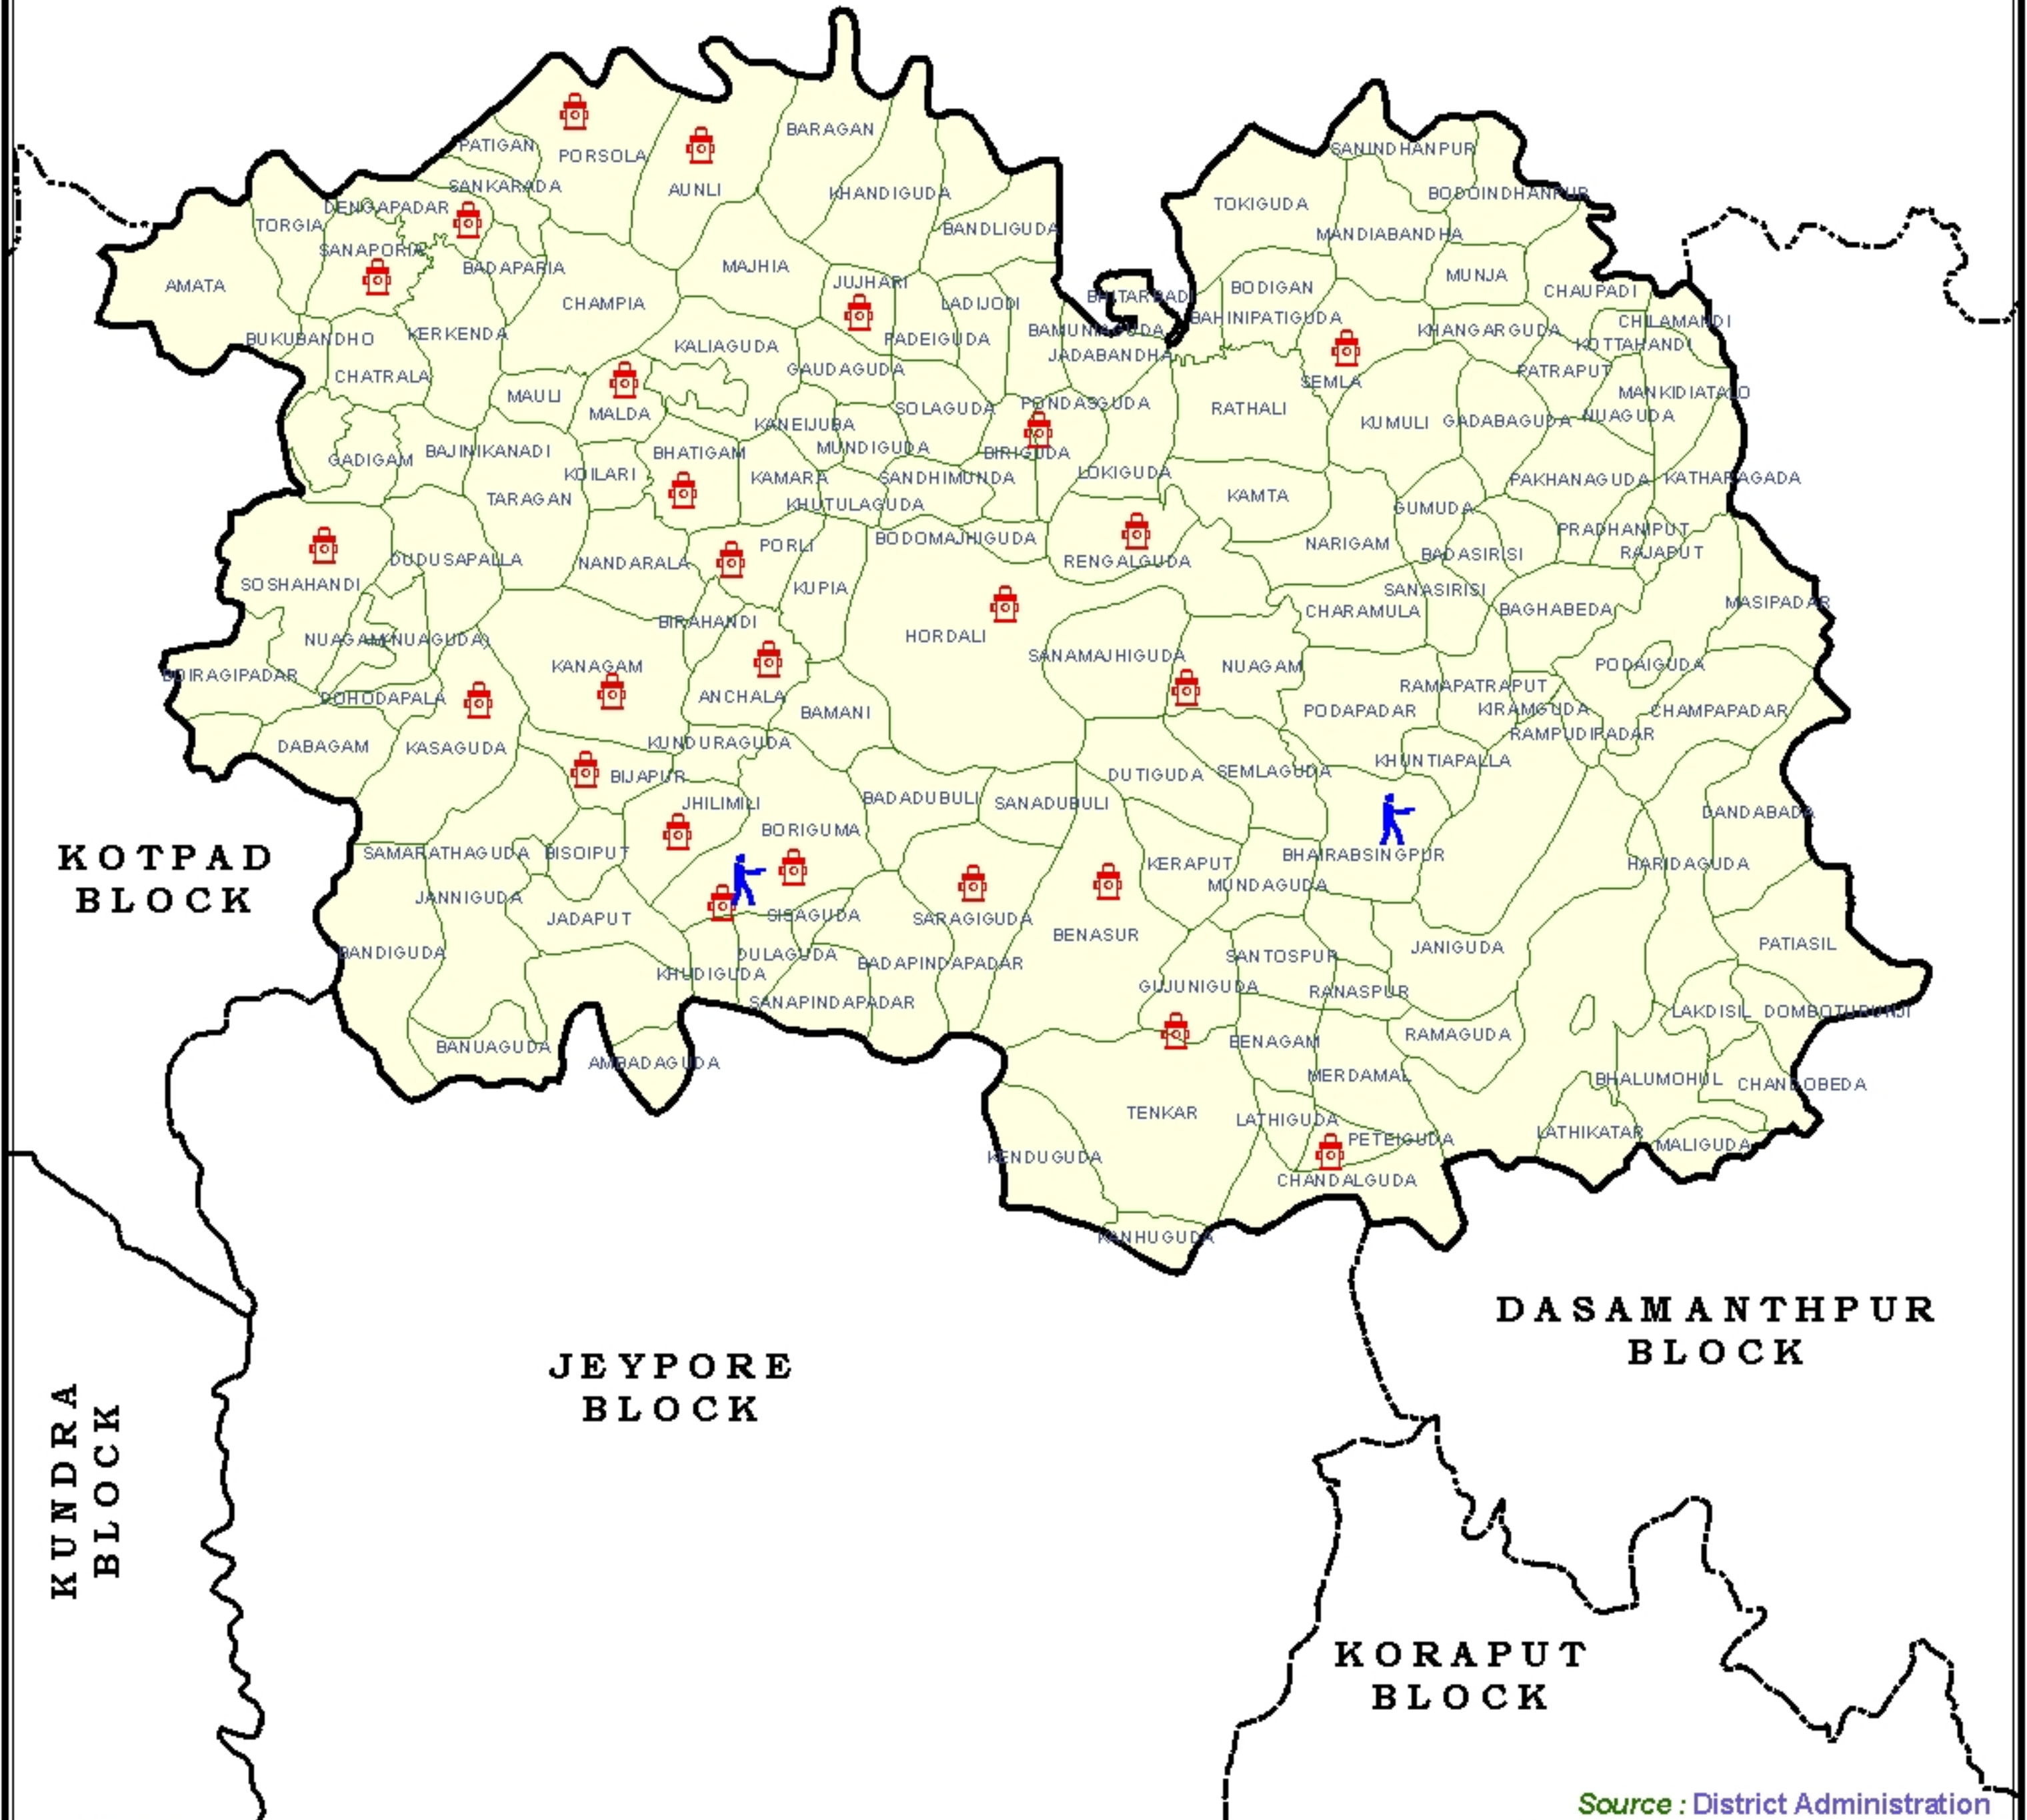 BARAGAN
PATIGAN
PORSOLA
SANINDHANPUR
SANKARADA
AUNLI
KHANDIGUDA
BODOINDHANPUR
DENGAPADAR
TOKIGUDA
TORGIA
BANDLIGUDA
MANDIABANDHA
SANAPORIA
BADAPARIA
MAJHIA
MUNJA
AMATA
JUJHARI
BODIGAN
CHAUPADI
CHAMPIA
LADIJODI
BHITARBADI
BAHINIPATIGUDA
CHILAMANDI
BUKUBANDHO
KERKENDA
PADEIGUDA
BAMUNIAGUDA
KHANGARGUDA
KALIAGUDA
JADABANDHA
KOTTAHANDI
CHATRALA
GAUDAGUDA
SEMLA
PATRAPUT
MAULI
MANKIDIATALO
MALDA
SOLAGUDA
PONDASGUDA
RATHALI
NUAGUDA
KANEIJUBA
KUMULI
GADABAGUDA
BAJINIKANADI
BHATIGAM
MUNDIGUDA
BIRIGUDA
GADIGAM
KOILARI
KAMARA
SANDHIMUNDA
LOKIGUDA
PAKHANAGUDA
KATHARAGADA
TARAGAN
KHUTULAGUDA
KAMTA
GUMUDA
PORLI
BODOMAJHIGUDA
NARIGAM
PRADHANIPUT
DUDUSAPALLA
NANDARALA
RENGALGUDA
BADASIRISI
RAJAPUT
SOSHAHANDI
KUPIA
SANASIRISI
CHARAMULA
BAGHABEDA
MASIPADAR
BIRAHANDI
NUAGAM(NUAGUDA)
HORDALI
SANAMAJHIGUDA
NUAGAM
PODAIGUDA
BOIRAGIPADAR
KANAGAM
RAMAPATRAPUT
DOHODAPALA
ANCHALA
BAMANI
PODAPADAR
KIRAMGUDA
CHAMPAPADAR
DABAGAM
KASAGUDA
KUNDURAGUDA
RAMPUDIPADAR
BIJAPUR
DUTIGUDA
SEMLAGUDA
KHUNTIAPALLA
JHILIMILI
BADADUBULI
SANADUBULI
DANDABADA
BORIGUMA
SAMARATHAGUDA
BISOIPUT
KERAPUT
BHAIRABSINGPUR
HARIDAGUDA
KOTPAD
BLOCK
JANNIGUDA
MUNDAGUDA
JADAPUT
SISAGUDA
SARAGIGUDA
BENASUR
JANIGUDA
PATIASIL
BANDIGUDA
DULAGUDA
BADAPINDAPADAR
SANTOSPUR
KHUDIGUDA
GUJUNIGUDA
RANASPUR
SANAPINDAPADAR
LAKDISIL
DOMBOTURUNJI
BANUAGUDA
EENAGAM
RAMAGUDA
AMBADAGUDA
MERDAMAL
BHALUMOHUL
CHANDOBEDA
TENKAR
LATHIGUDA
PETEIGUDA
LATHIKATAR
MALIGUDA
KENDUGUDA
CHANDALGUDA
KANHUGUDA
DASAMANTHPUR
BLOCK
JEYPORE
BLOCK
KUNDRA
BLOCK
KORAPUT
BLOCK
Source : District Administration